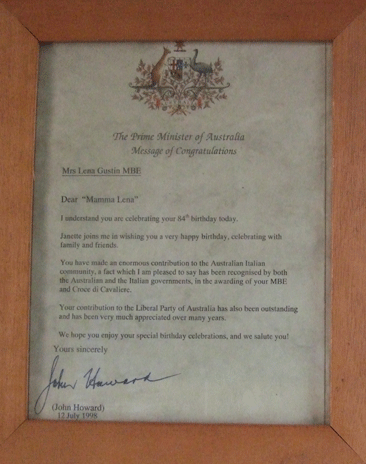 The Prime Minister of Australia
Message of Congratulations
Mrs Lena Gustin MBE
Dear "Mamma Lena"
I understand you are celebrating your 84th birthday today.
Janette joins me in wishing you a very happy birthday, celebrating with
family and friends.
You have made an enormous contribution to the Australian Italian
community, a fact which I am pleased to say has been recognised by both
the Australian and the Italian governments, in the awarding of your MBE
and Croce di Cavaliere.
Your contribution to the Liberal Party of Australia has also been outstanding
and has been very much appreciated over many years.
We hope you enjoy your special birthday celebrations, and we salute you!
Yours sincerely
John Howard
(John Howard)
12 July 1998